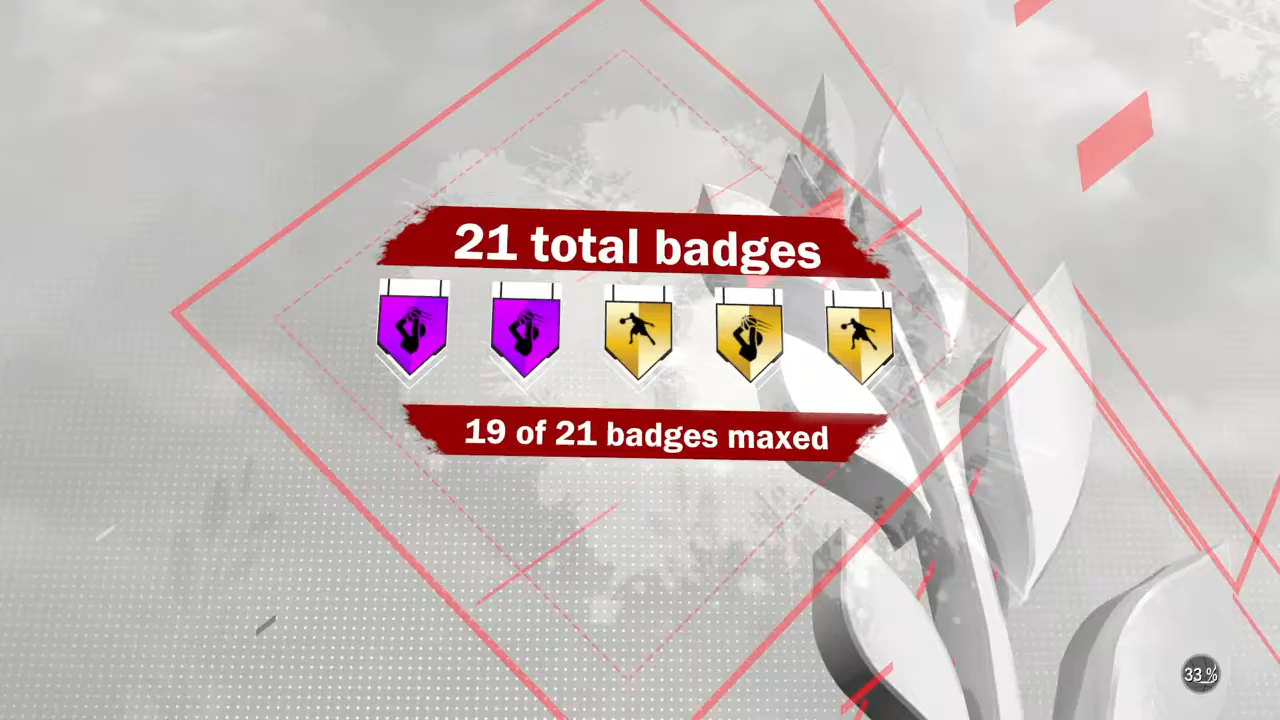 21 total badges
19 of 21 badges maxed
33 %